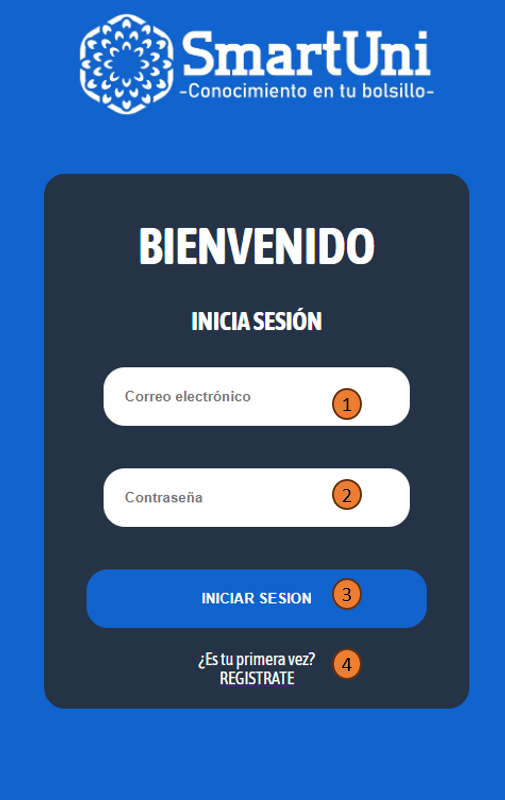 SmartUni
-Conocimiento en tu bolsillo-
BIENVENIDO
INICIA SESIÓN
Correo electrónico 1
Contraseña 2
INICIAR SESION 3
¿Es tu primera vez? 4
REGISTRATE